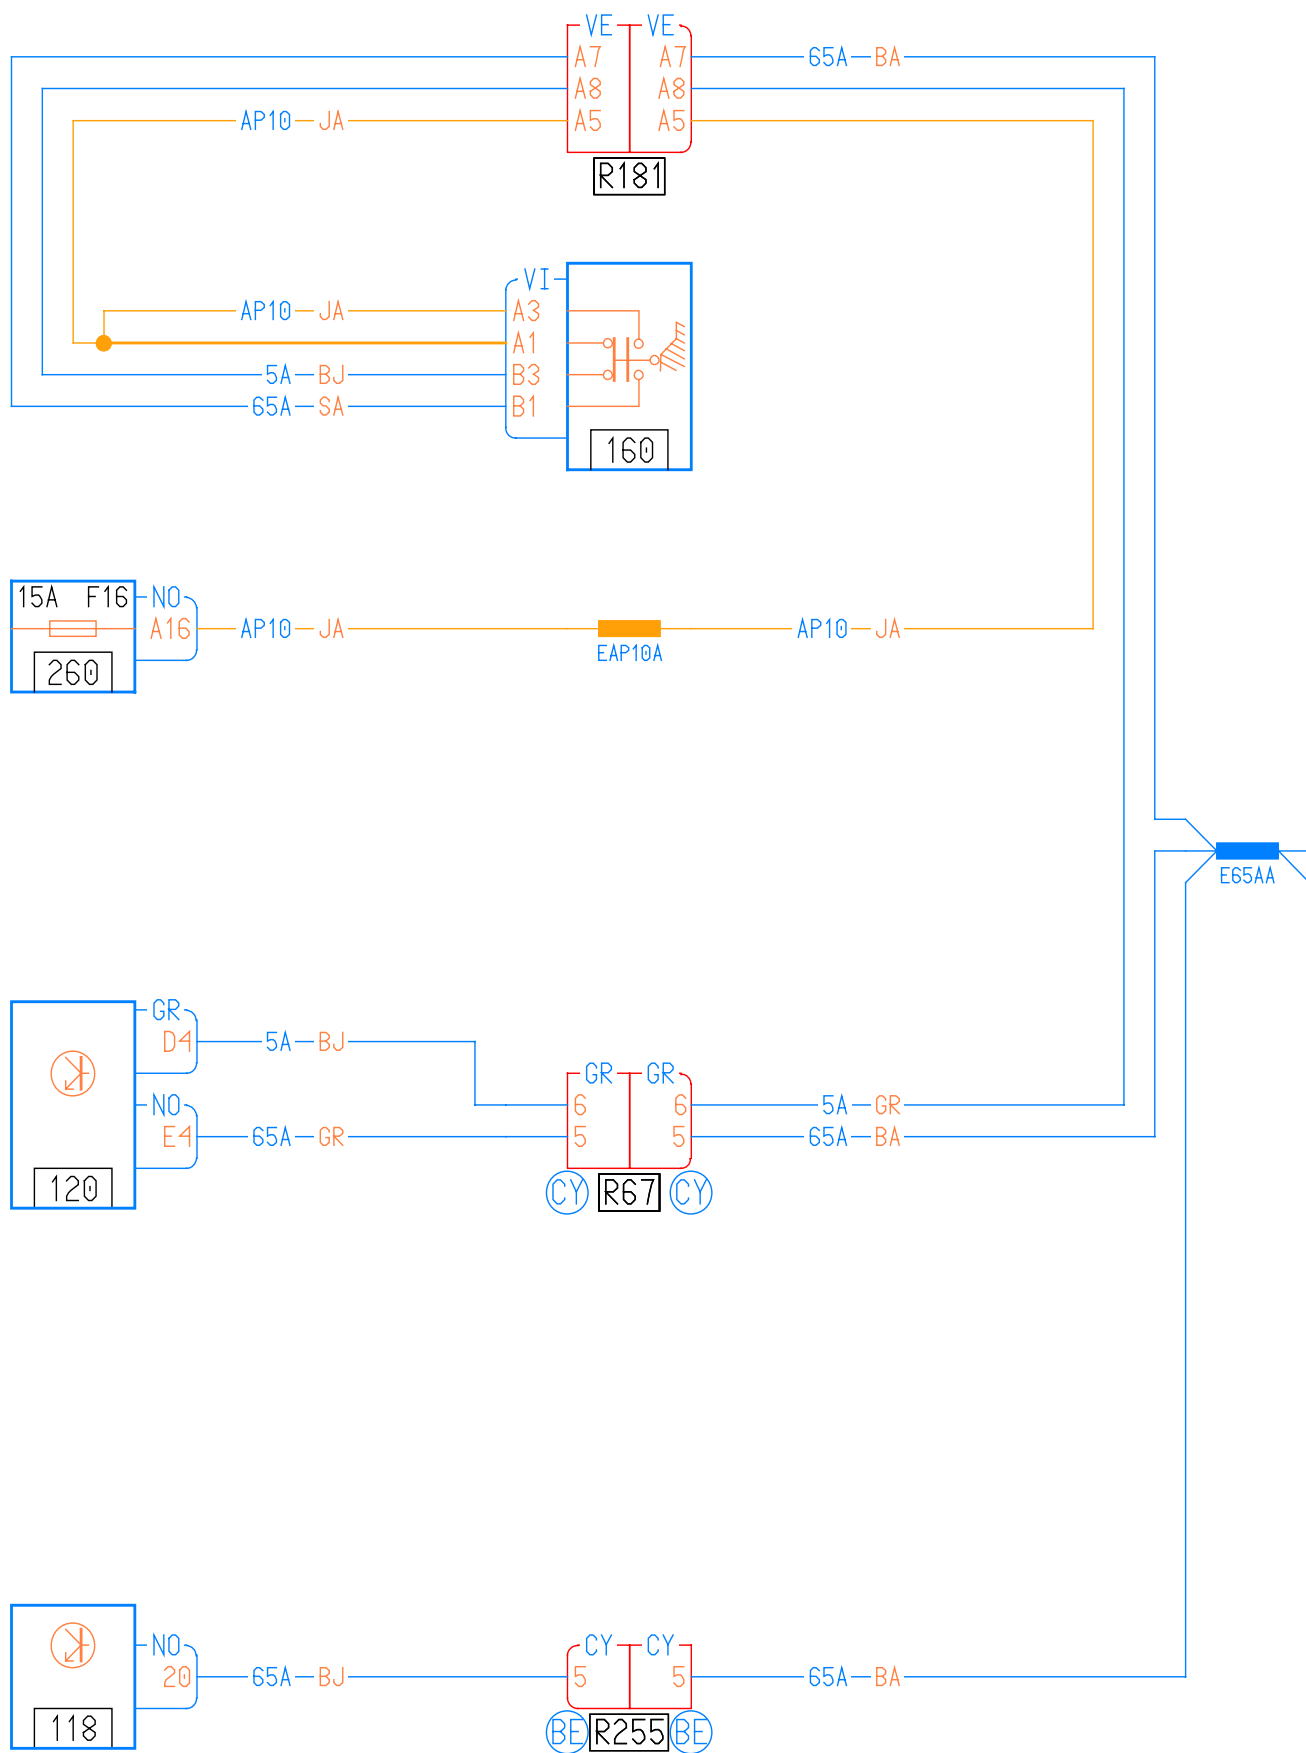 VE VE
A7 A7 65A BA
A8 A8
AP10 JA A5 A5
R181
VI
AP10 JA A3
A1
5A BJ B3
65A SA B1
160
15A F16 NO
A16 AP10 JA AP10 JA
EAP10A
260
E65AA
GR
D4 5A BJ
GR GR
NO 6 6 5A GR
E4 65A GR 5 5 65A BA
120 CY R67 CY
NO CY CY
20 65A BJ 5 5 65A BA
118 BE R255 BE